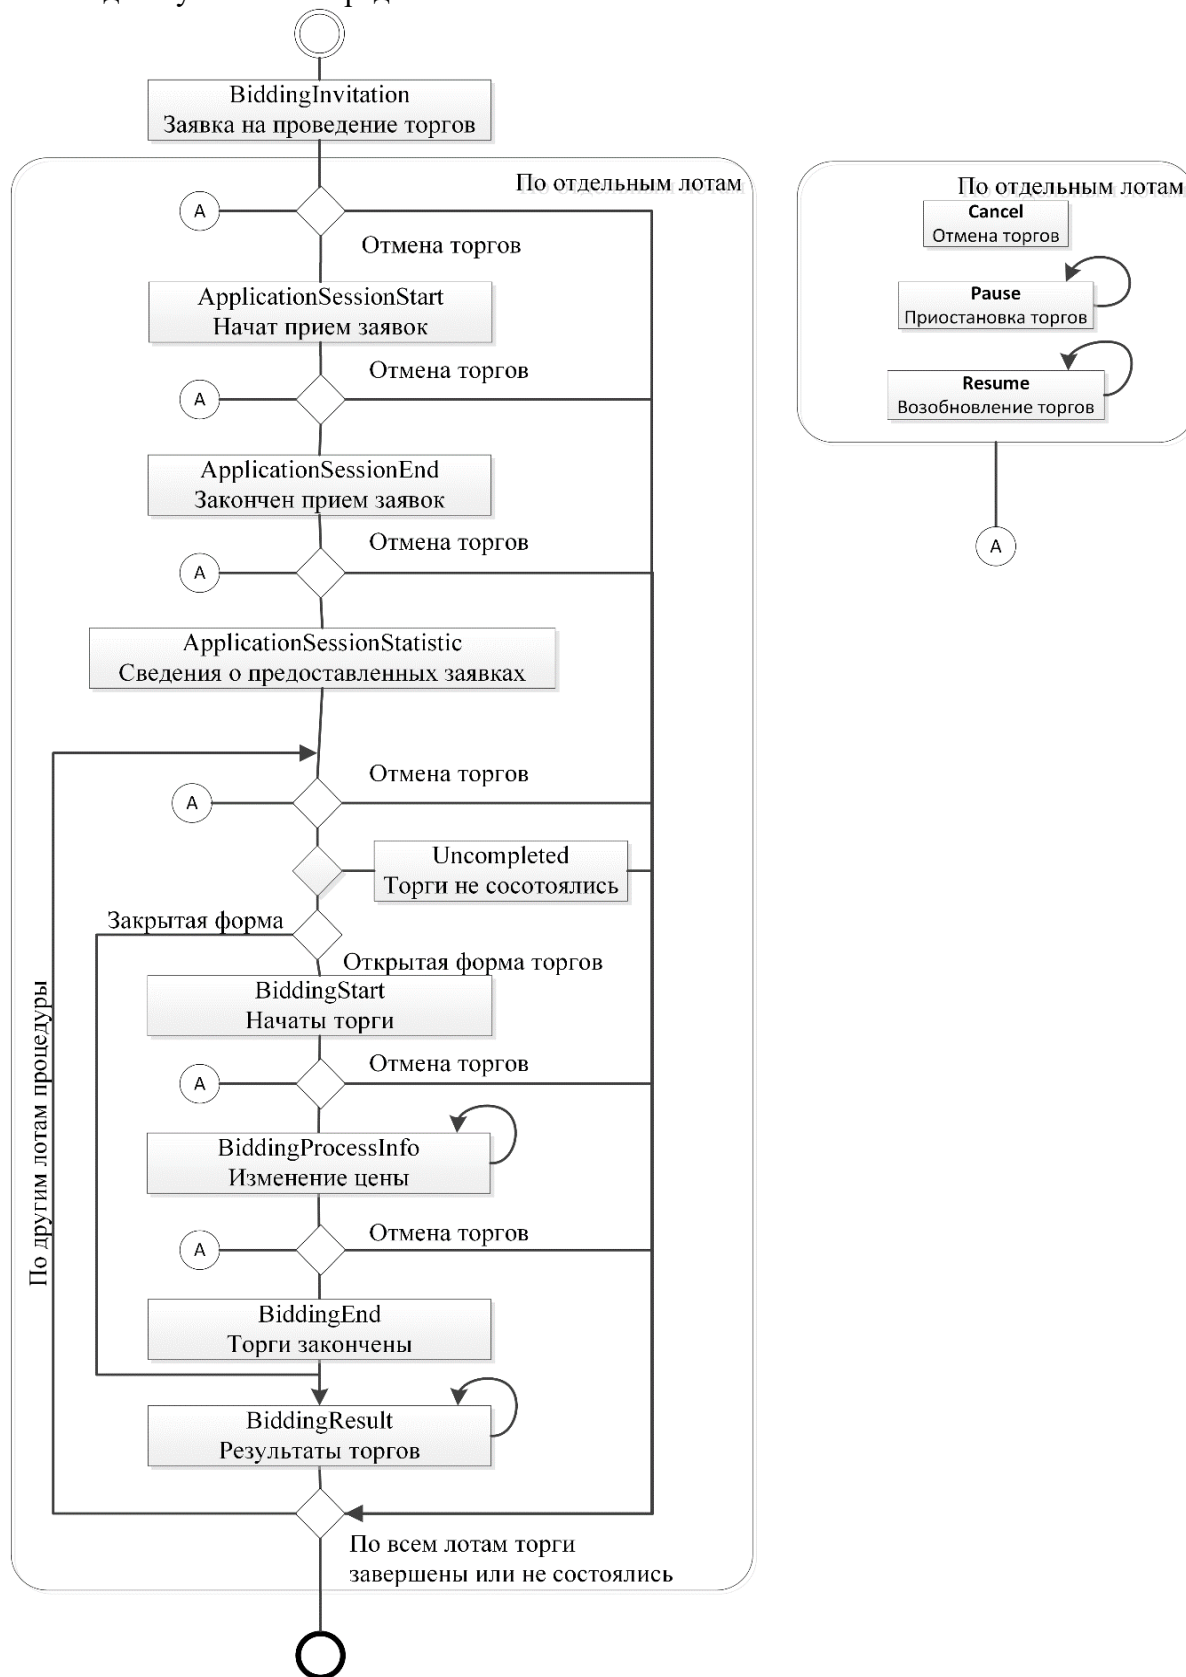 BiddingInvitation
Заявка на проведение торгов
По отдельным лотам
А
Отмена торгов
ApplicationSessionStart
Начат прием заявок
Отмена торгов
А
ApplicationSessionEnd
Закончен прием заявок
Отмена торгов
А
ApplicationSessionStatistic
Сведения о предоставленных заявках
Отмена торгов
А
Uncompleted
Торги не сосотоялись
Закрытая форма
Открытая форма торгов
BiddingStart
Начаты торги
Отмена торгов
А
BiddingProcessInfo
Изменение цены
Отмена торгов
А
BiddingEnd
Торги закончены
BiddingResult
Результаты торгов
По другим лотам процедуры
По всем лотам торги
завершены или не состоялись
По отдельным лотам
Cancel
Отмена торгов
Pause
Приостановка торгов
Resume
Возобновление торгов
А